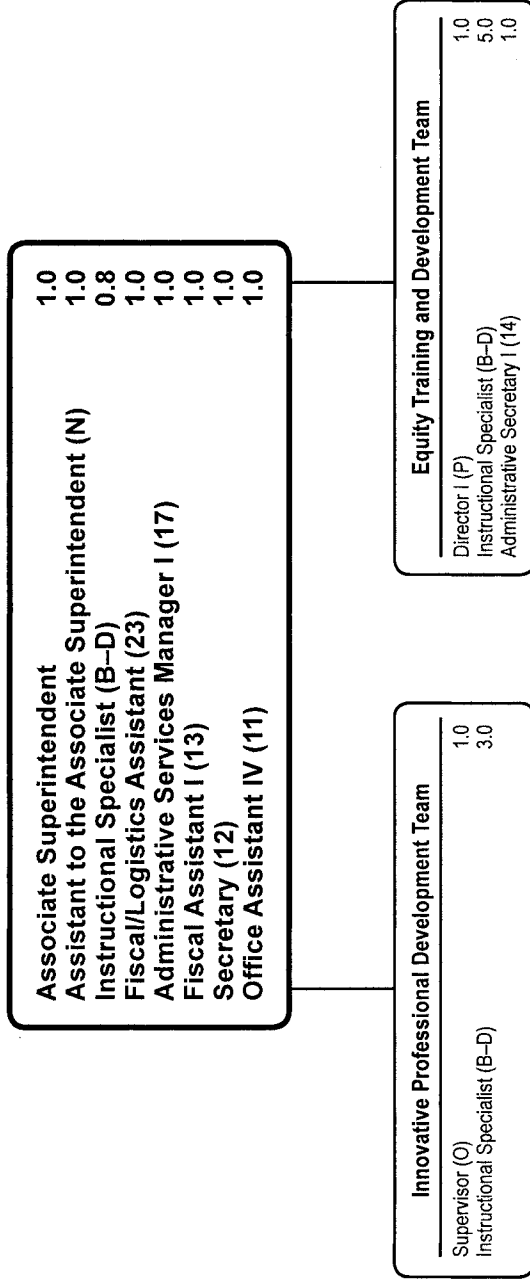 Associate Superintendent 1.0
Assistant to the Associate Superintendent (N) 1.0
Instructional Specialist (B–D) 0.8
Fiscal/Logistics Assistant (23) 1.0
Administrative Services Manager I (17) 1.0
Fiscal Assistant I (13) 1.0
Secretary (12) 1.0
Office Assistant IV (11) 1.0
Innovative Professional Development Team
Supervisor (O) 1.0
Instructional Specialist (B–D) 3.0
Equity Training and Development Team
Director I (P) 1.0
Instructional Specialist (B–D) 5.0
Administrative Secretary I (14) 1.0